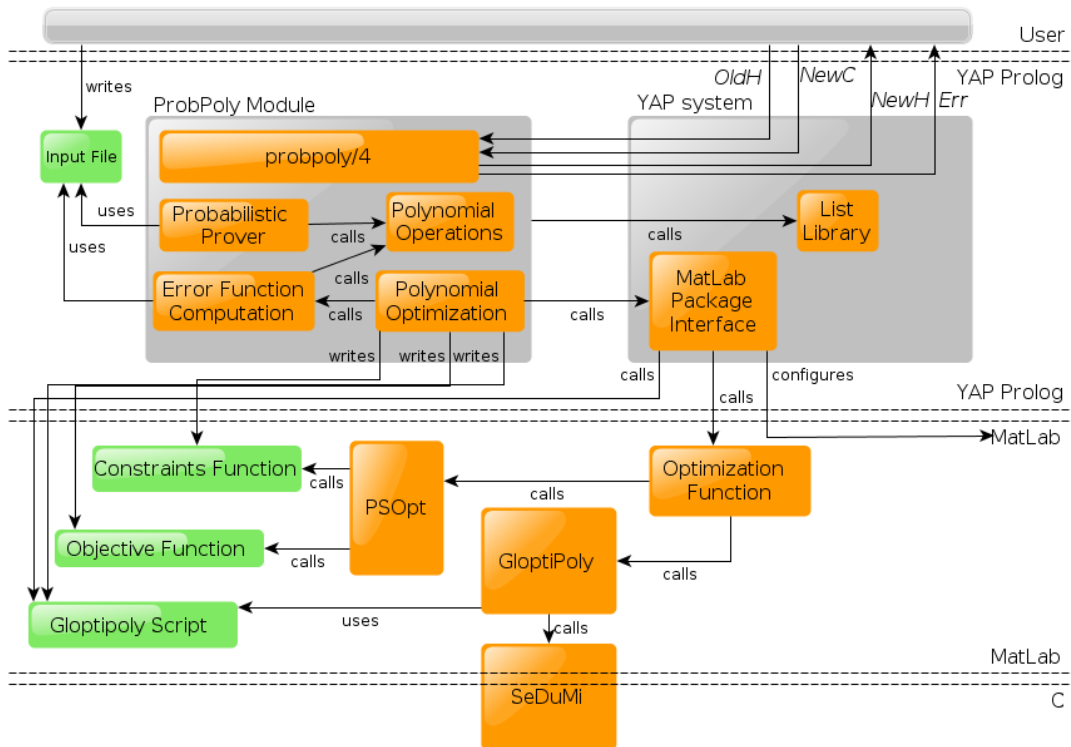 User
YAP Prolog
writes
OldH
NewC
ProbPoly Module
YAP system
NewH
Err
Input File
probpoly/4
uses
Probabilistic
Prover
calls
Polynomial
Operations
calls
List
Library
uses
Error Function
Computation
calls
calls
Polynomial
Optimization
calls
MatLab
Package
Interface
writes
writes
writes
calls
calls
configures
YAP Prolog
MatLab
Constraints Function
calls
PSOpt
calls
Optimization
Function
Objective Function
calls
GloptiPoly
calls
Gloptipoly Script
uses
calls
MatLab
SeDuMi
C